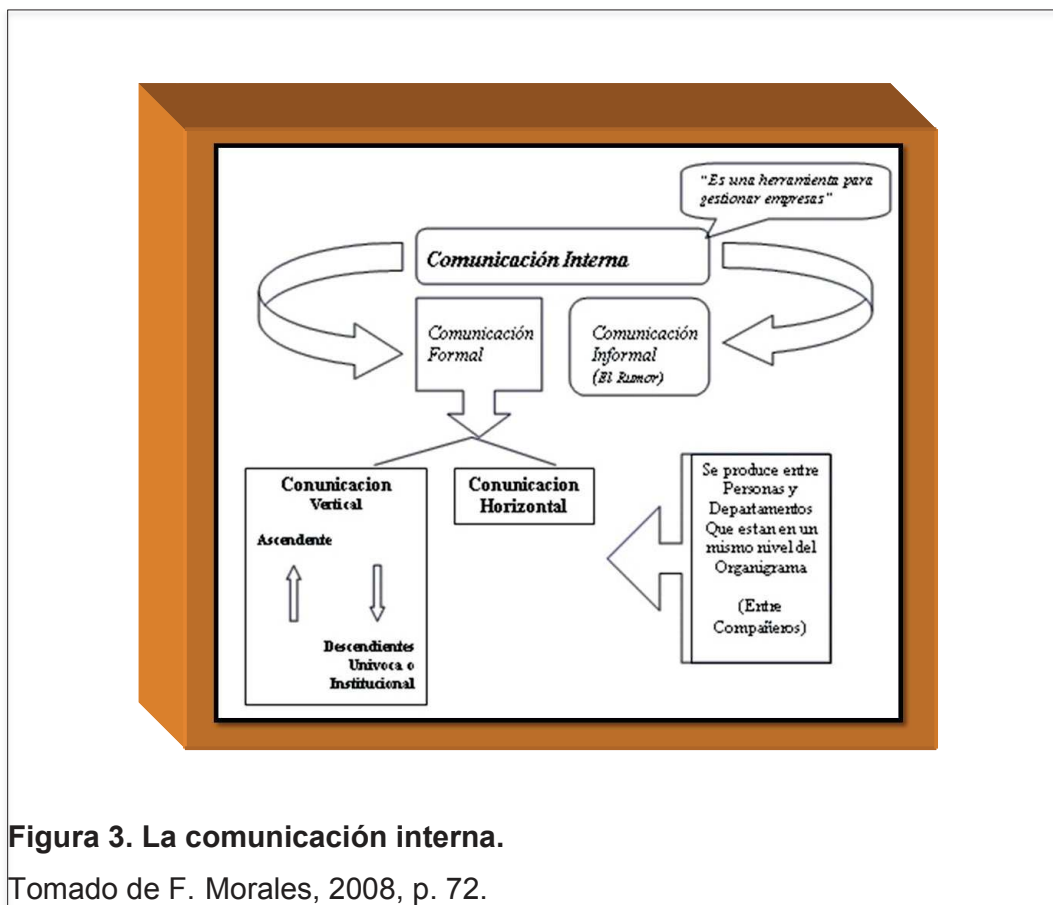 "Es una herramienta para
gestionar empresas"
Comunicación Interna
Comunicación
Formal
Comunicación
Informal
(El Rumor)
Conunicacion
Vertical
Ascendente
Descendientes
Univoca o
Institucional
Conunicacion
Horizontal
Se produce entre
Personas y
Departamentos
Que estan en un
mismo nivel del
Organigrama
(Entre
Compañeros)
Figura 3. La comunicación interna.
Tomado de F. Morales, 2008, p. 72.